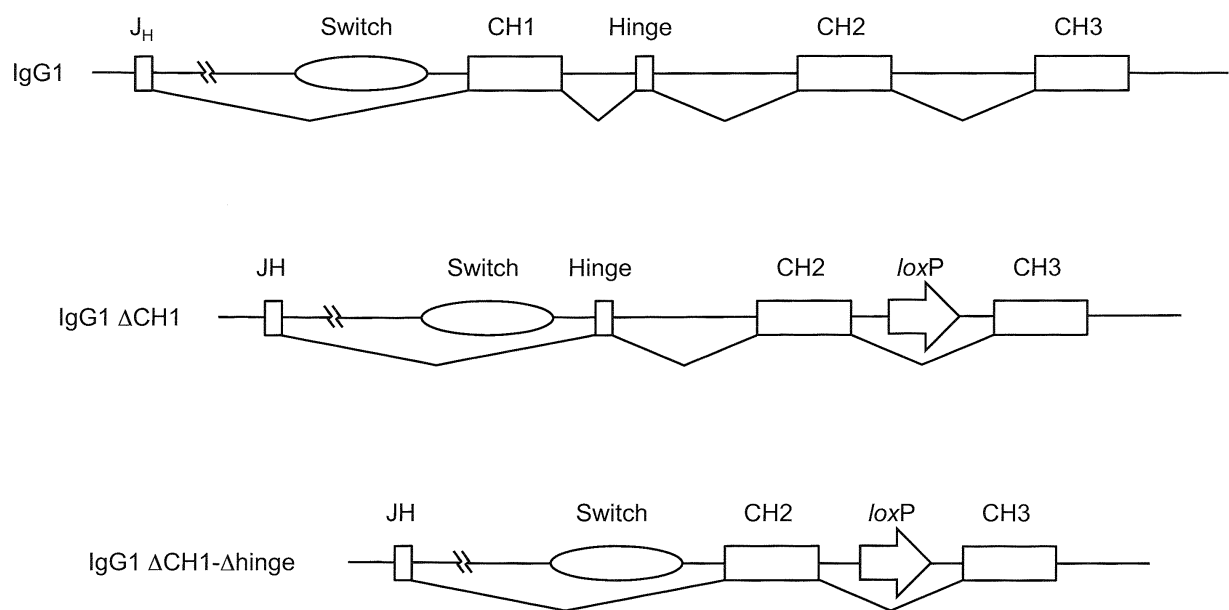 J_H Switch CH1 Hinge CH2 CH3
IgG1
JH Switch Hinge CH2 loxP CH3
IgG1 ΔCH1
JH Switch CH2 loxP CH3
IgG1 ΔCH1-Δhinge